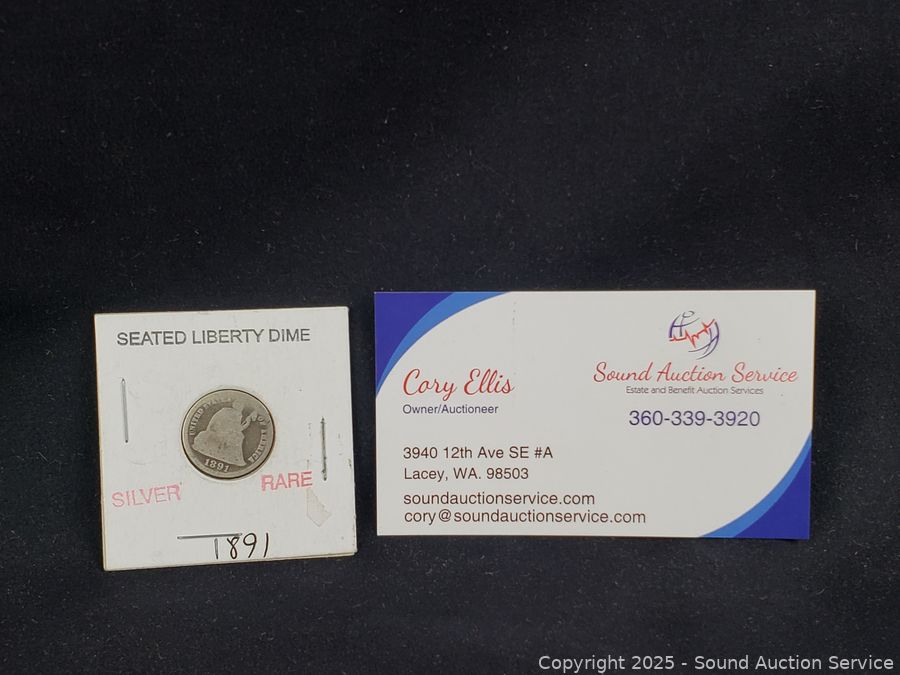 SEATED LIBERTY DIME
UNITED STATES OF AMERICA
1891
SILVER
RARE
1891
Cory Ellis
Owner/Auctioneer
3940 12th Ave SE #A
Lacey, WA. 98503
soundauctionservice.com
cory@soundauctionservice.com
Sound Auction Service
Estate and Benefit Auction Services
360-339-3920
Copyright 2025 - Sound Auction Service